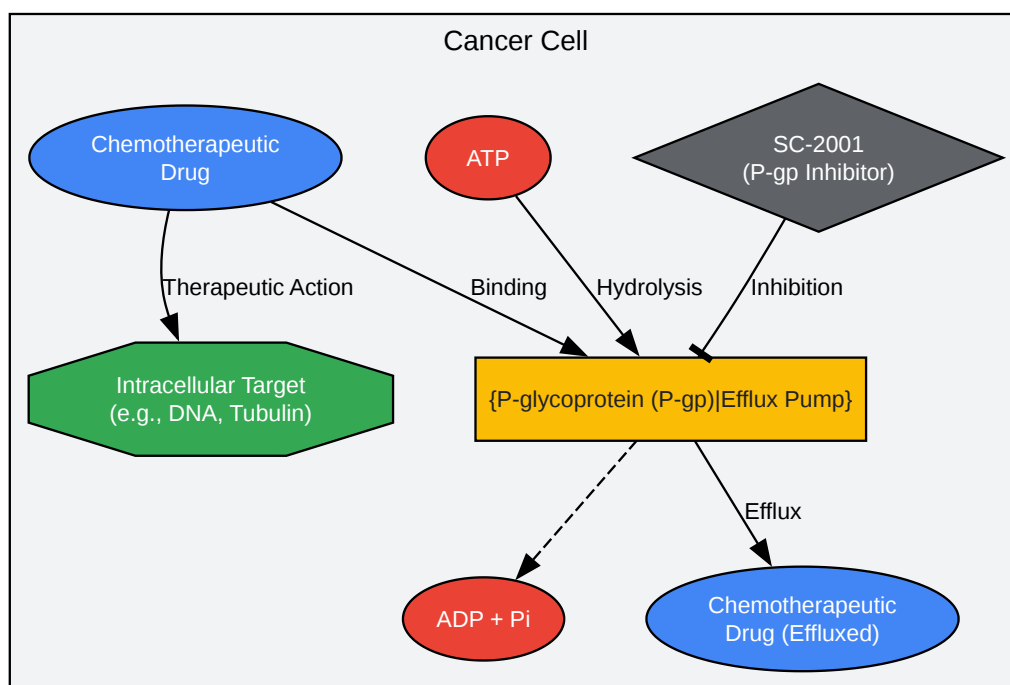 Cancer Cell
Chemotherapeutic
Drug
ATP
SC-2001
(P-gp Inhibitor)
Therapeutic Action
Binding
Hydrolysis
Inhibition
Intracellular Target
(e.g., DNA, Tubulin)
{P-glycoprotein (P-gp)|Efflux Pump}
Efflux
ADP + Pi
Chemotherapeutic
Drug (Effluxed)